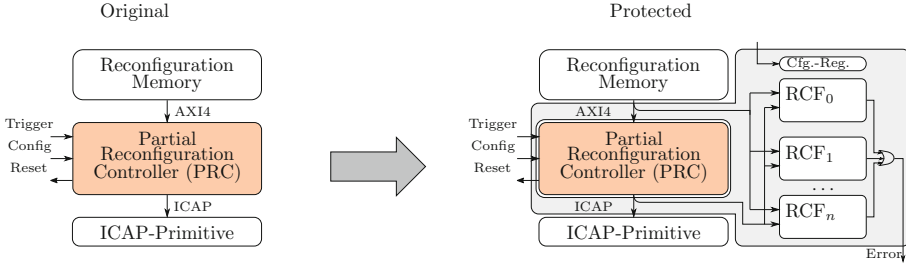 Original
Reconfiguration
Memory
AXI4
Trigger
Config
Reset
Partial
Reconfiguration
Controller (PRC)
ICAP
ICAP-Primitive
Protected
Reconfiguration
Memory
AXI4
Trigger
Config
Reset
Partial
Reconfiguration
Controller (PRC)
ICAP
ICAP-Primitive
Cfg.-Reg.
RCF₀
RCF₁
...
RCFₙ
Error